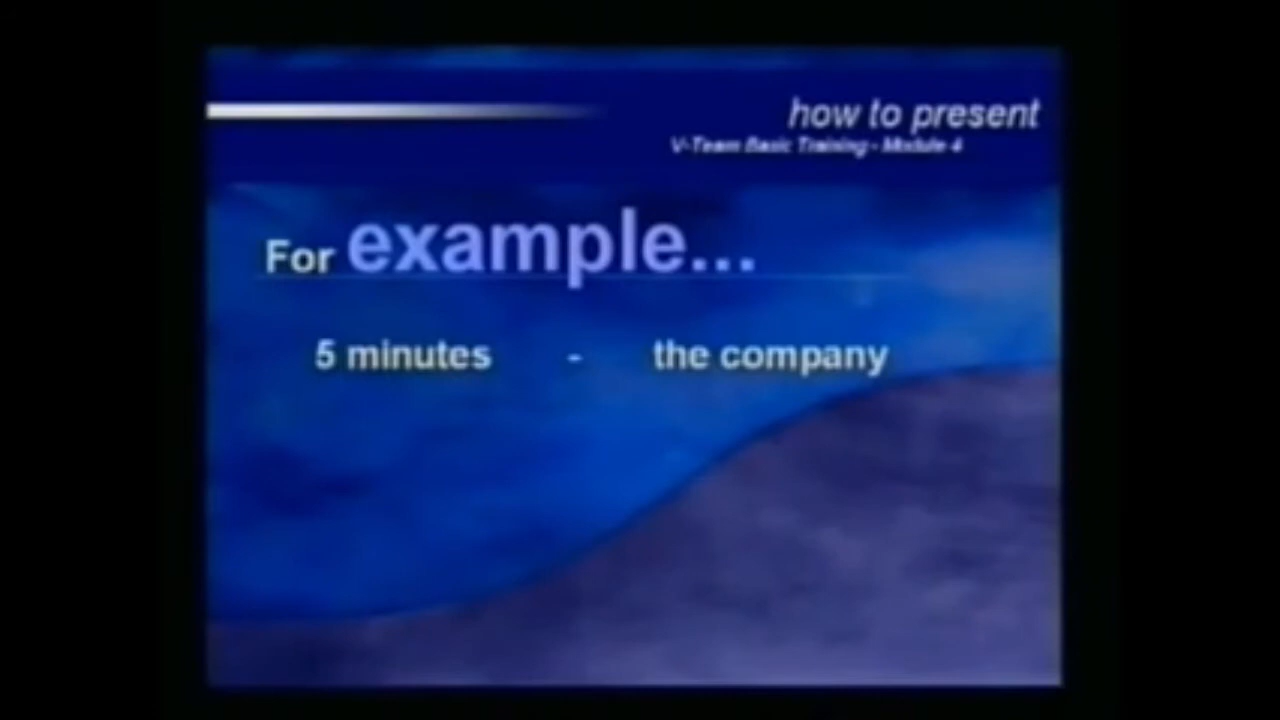 how to present
V-Team Basic Training - Module 4
For example...
5 minutes - the company